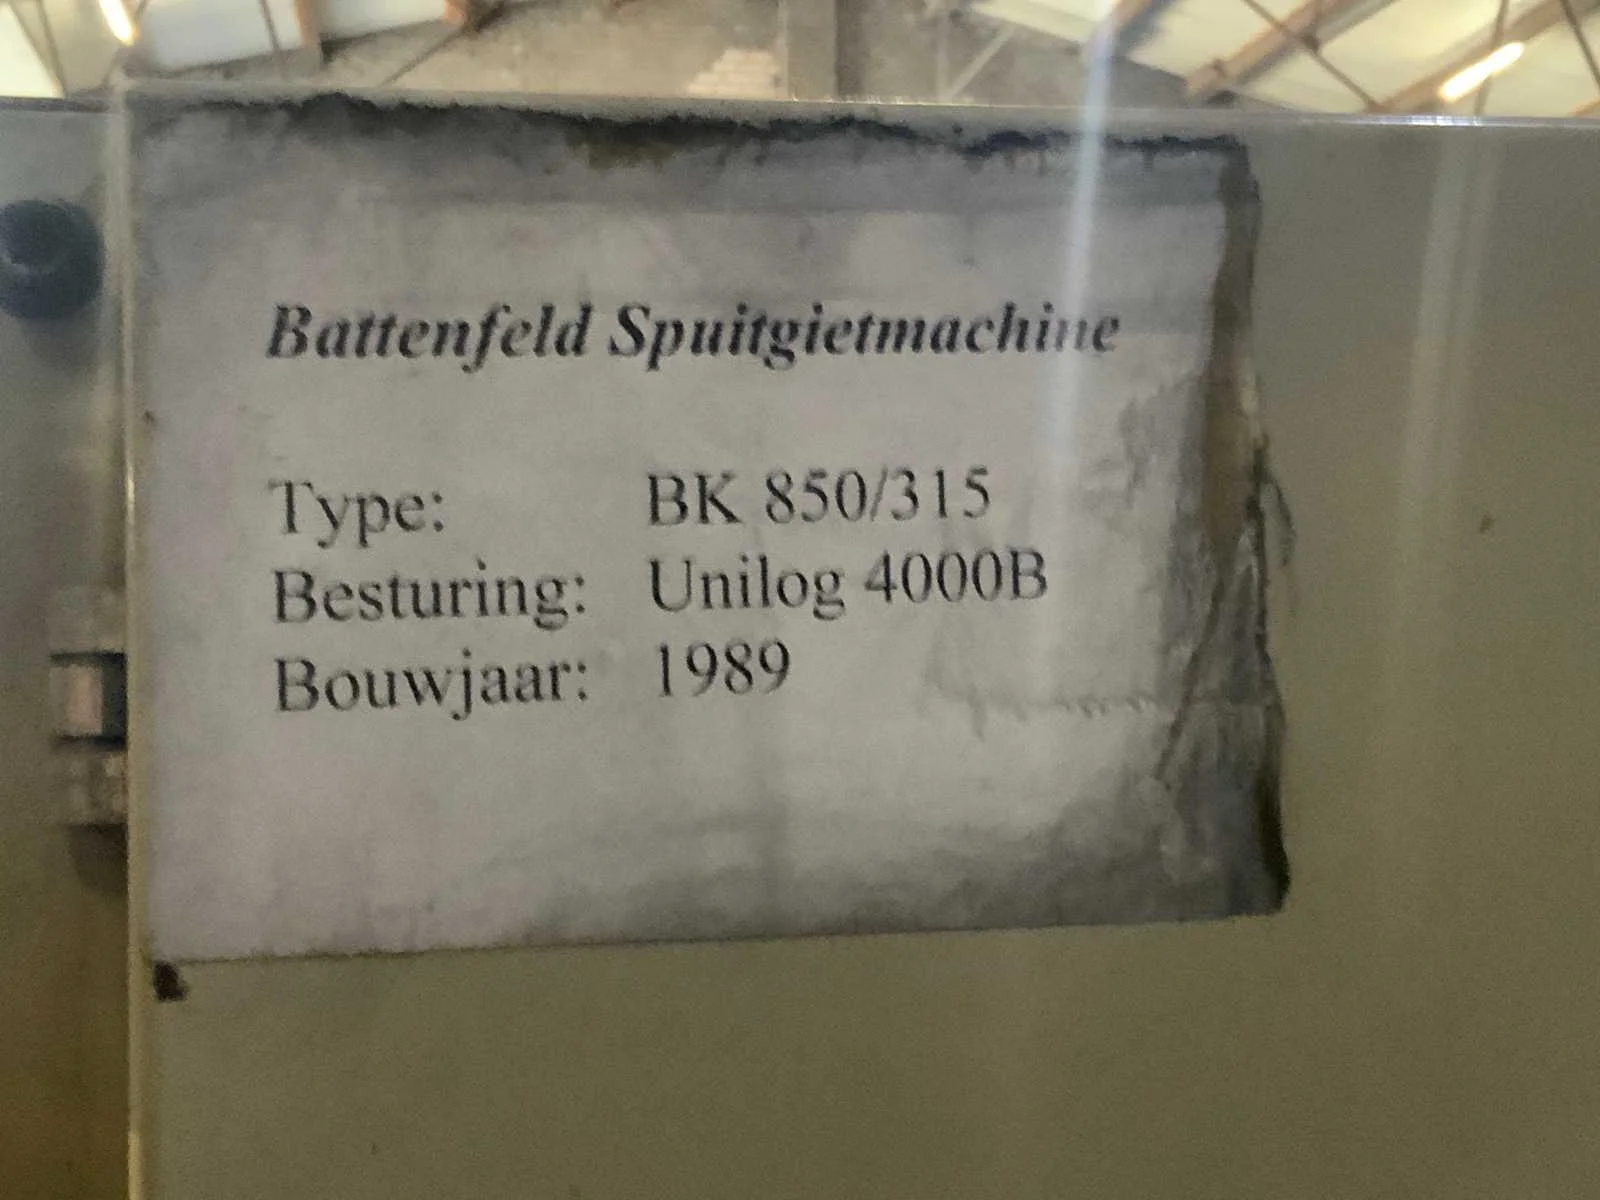 Battenfeld Spuitgietmachine
Type: BK 850/315
Besturing: Unilog 4000B
Bouwjaar: 1989